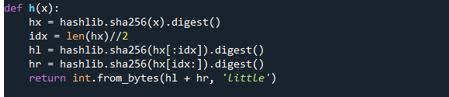 def h(x):
    hx = hashlib.sha256(x).digest()
    idx = len(hx)//2
    hl = hashlib.sha256(hx[:idx]).digest()
    hr = hashlib.sha256(hx[idx:]).digest()
    return int.from_bytes(hl + hr, 'little')